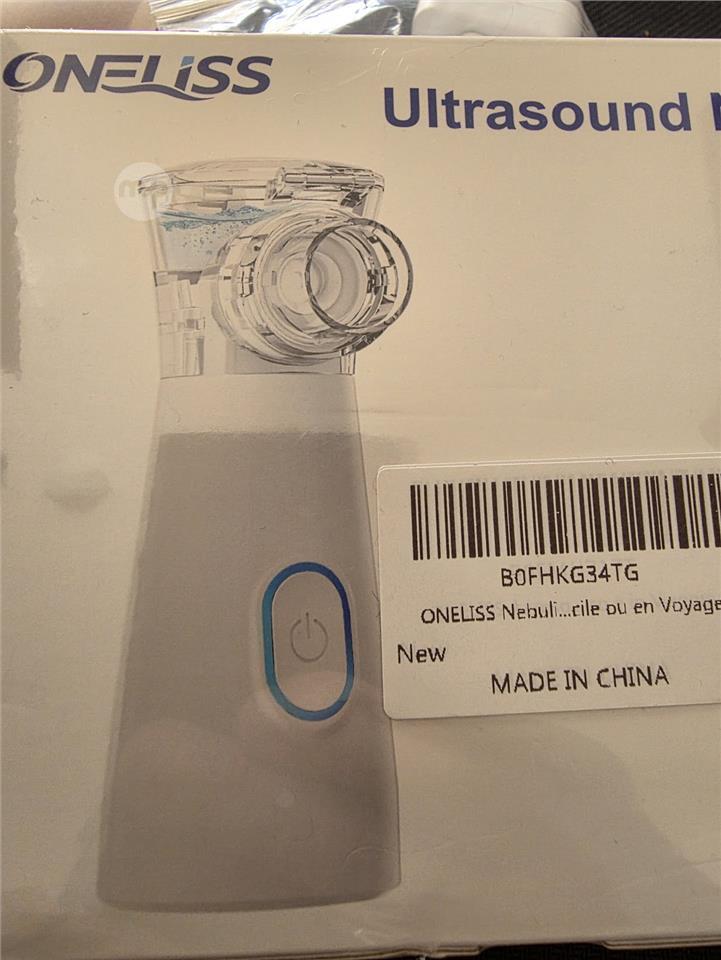 ONELISS
Ultrasound
B0FHKG34TG
ONELISS Nebuli...rile ou en Voyage
New
MADE IN CHINA